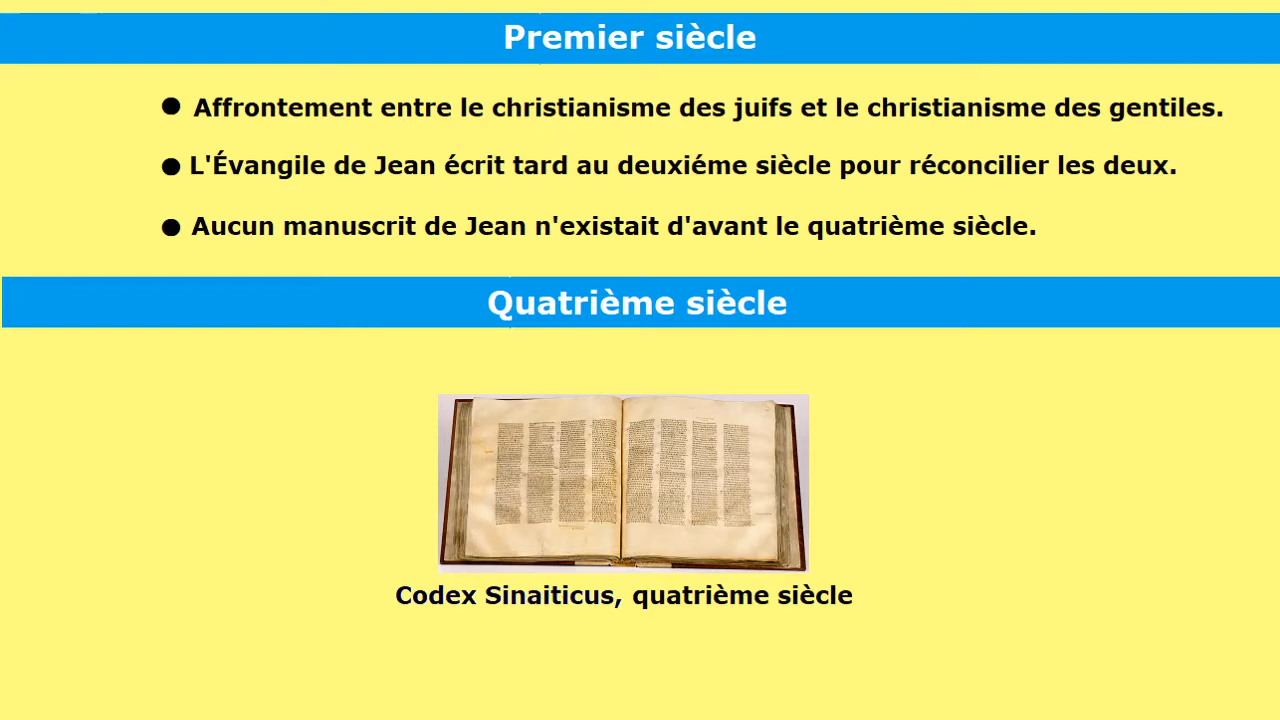 Premier siècle
● Affrontement entre le christianisme des juifs et le christianisme des gentiles.
● L'Évangile de Jean écrit tard au deuxiéme siècle pour réconcilier les deux.
● Aucun manuscrit de Jean n'existait d'avant le quatrième siècle.
Quatrième siècle
Codex Sinaiticus, quatrième siècle